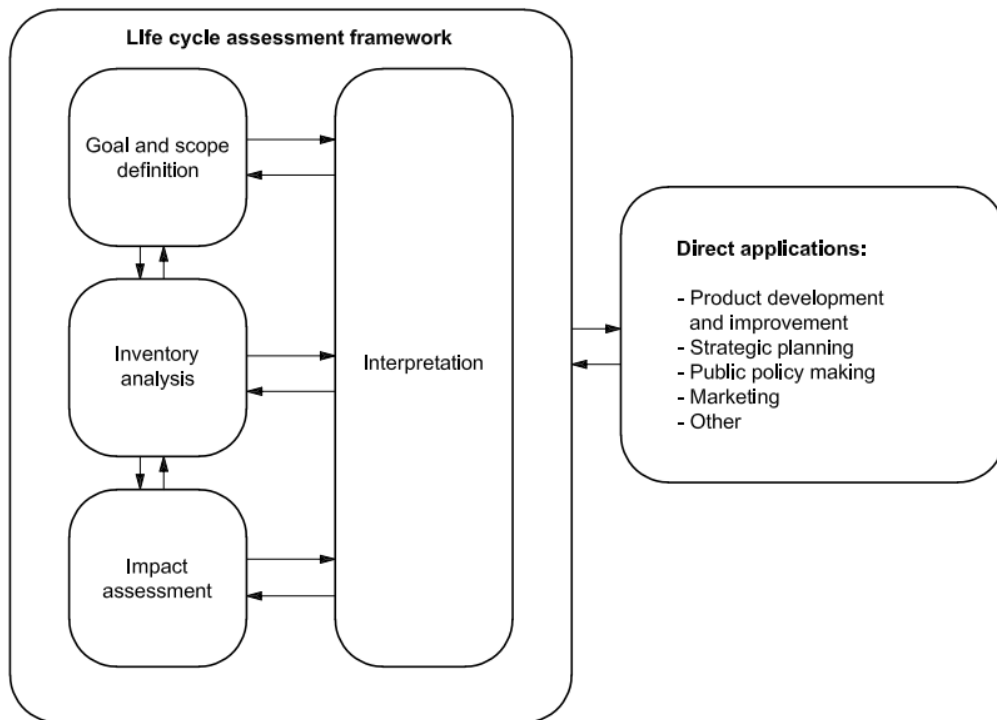 LIfe cycle assessment framework
Goal and scope
definition
Inventory
analysis
Impact
assessment
Interpretation
Direct applications:
- Product development
and improvement
- Strategic planning
- Public policy making
- Marketing
- Other